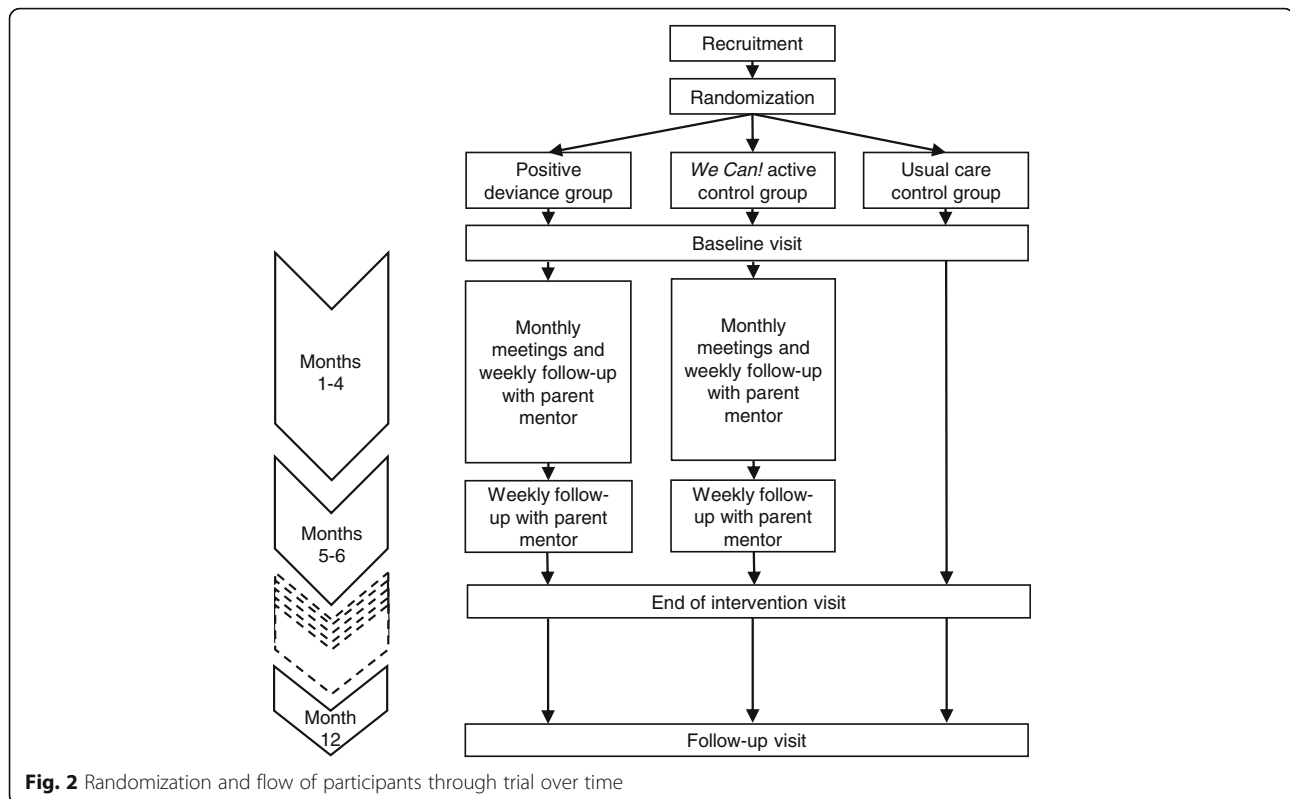 Recruitment
Randomization
Positive
deviance group
We Can! active
control group
Usual care
control group
Baseline visit
Months
1-4
Monthly
meetings and
weekly follow-up
with parent
mentor
Monthly
meetings and
weekly follow-up
with parent
mentor
Months
5-6
Weekly follow-
up with parent
mentor
Weekly follow-
up with parent
mentor
End of intervention visit
Month
12
Follow-up visit
Fig. 2 Randomization and flow of participants through trial over time